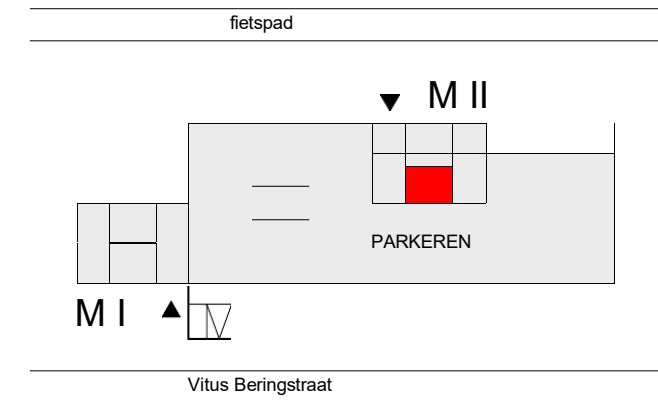 fietspad
M II
PARKEREN
M I
Vitus Beringstraat